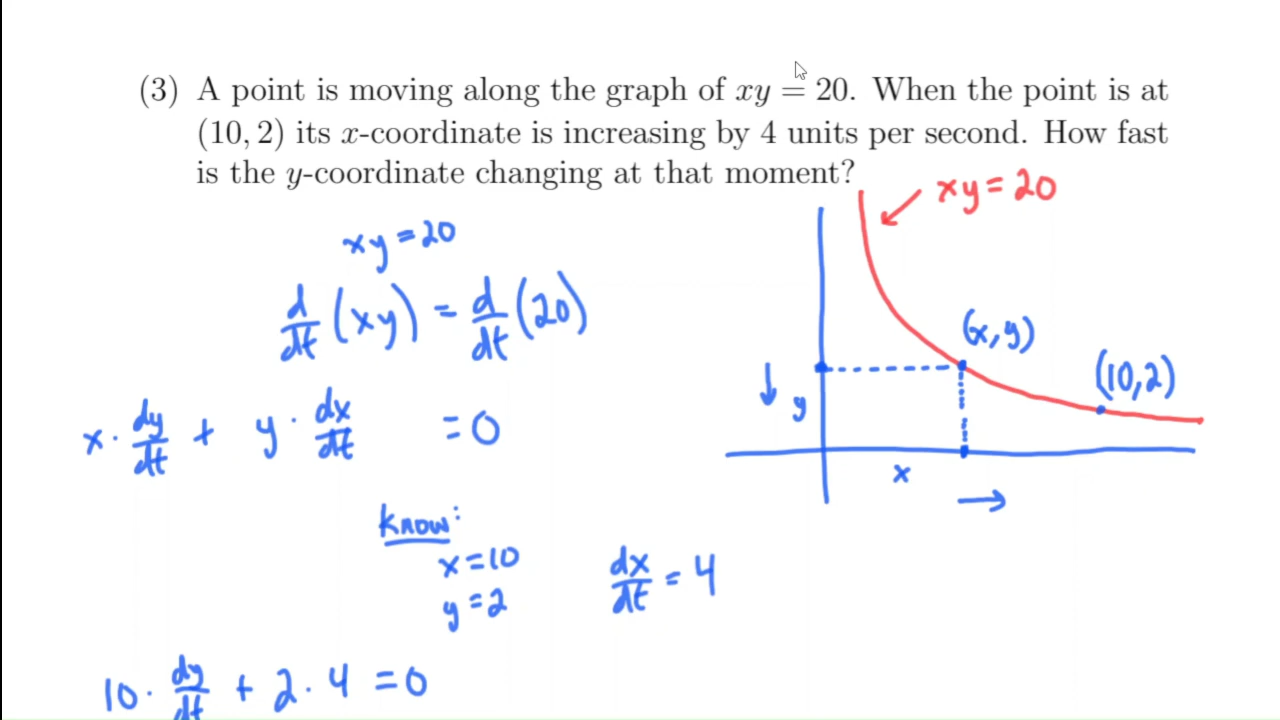 (3) A point is moving along the graph of xy = 20. When the point is at
(10, 2) its x-coordinate is increasing by 4 units per second. How fast
is the y-coordinate changing at that moment?
xy = 20
d/dt (xy) = d/dt (20)
x · dy/dt + y · dx/dt = 0
Know:
x = 10
y = 2
dx/dt = 4
10 · dy/dt + 2 · 4 = 0
xy = 20
(x, y)
(10, 2)
y
x